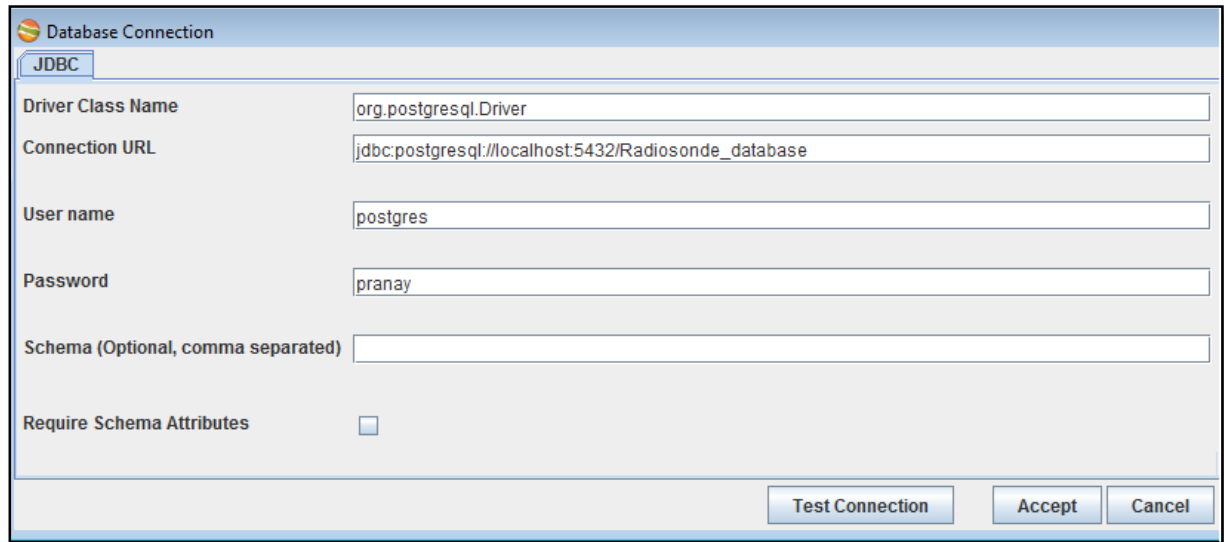 Database Connection
JDBC
Driver Class Name org.postgresql.Driver
Connection URL jdbc:postgresql://localhost:5432/Radiosonde_database
User name postgres
Password pranay
Schema (Optional, comma separated)
Require Schema Attributes
Test Connection Accept Cancel